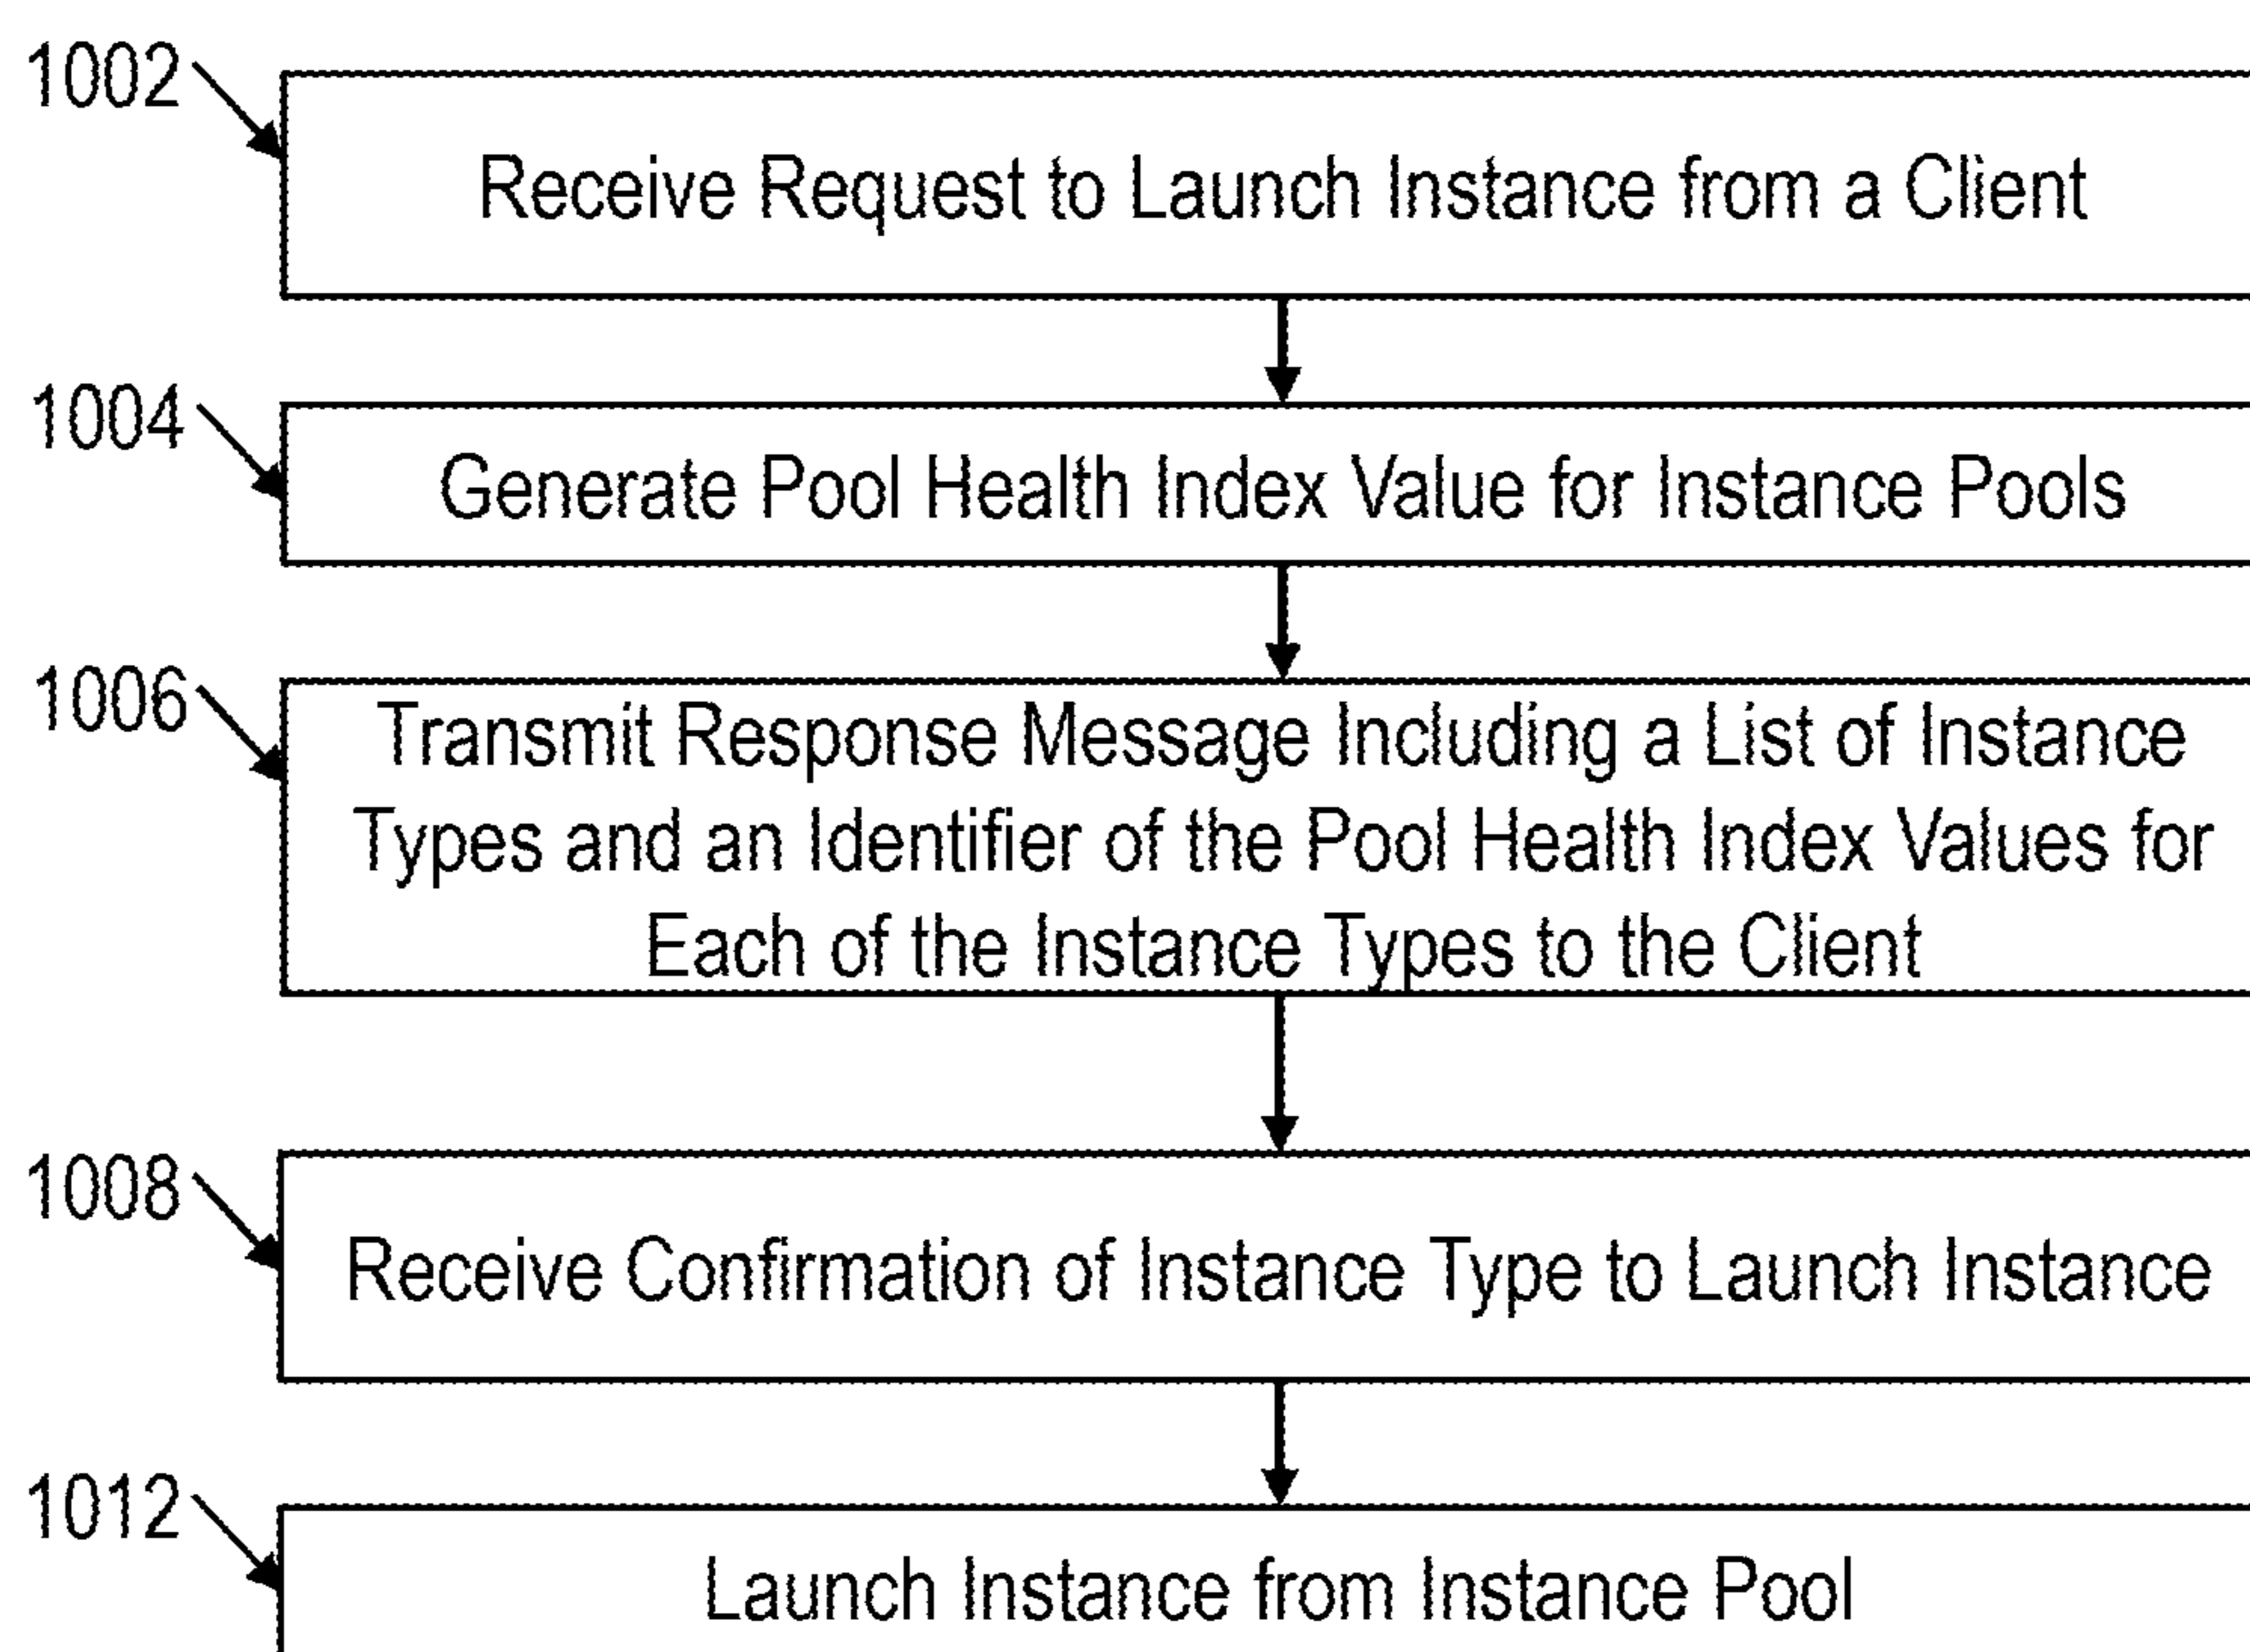 1002
Receive Request to Launch Instance from a Client
1004
Generate Pool Health Index Value for Instance Pools
1006
Transmit Response Message Including a List of Instance
Types and an Identifier of the Pool Health Index Values for
Each of the Instance Types to the Client
1008
Receive Confirmation of Instance Type to Launch Instance
1012
Launch Instance from Instance Pool